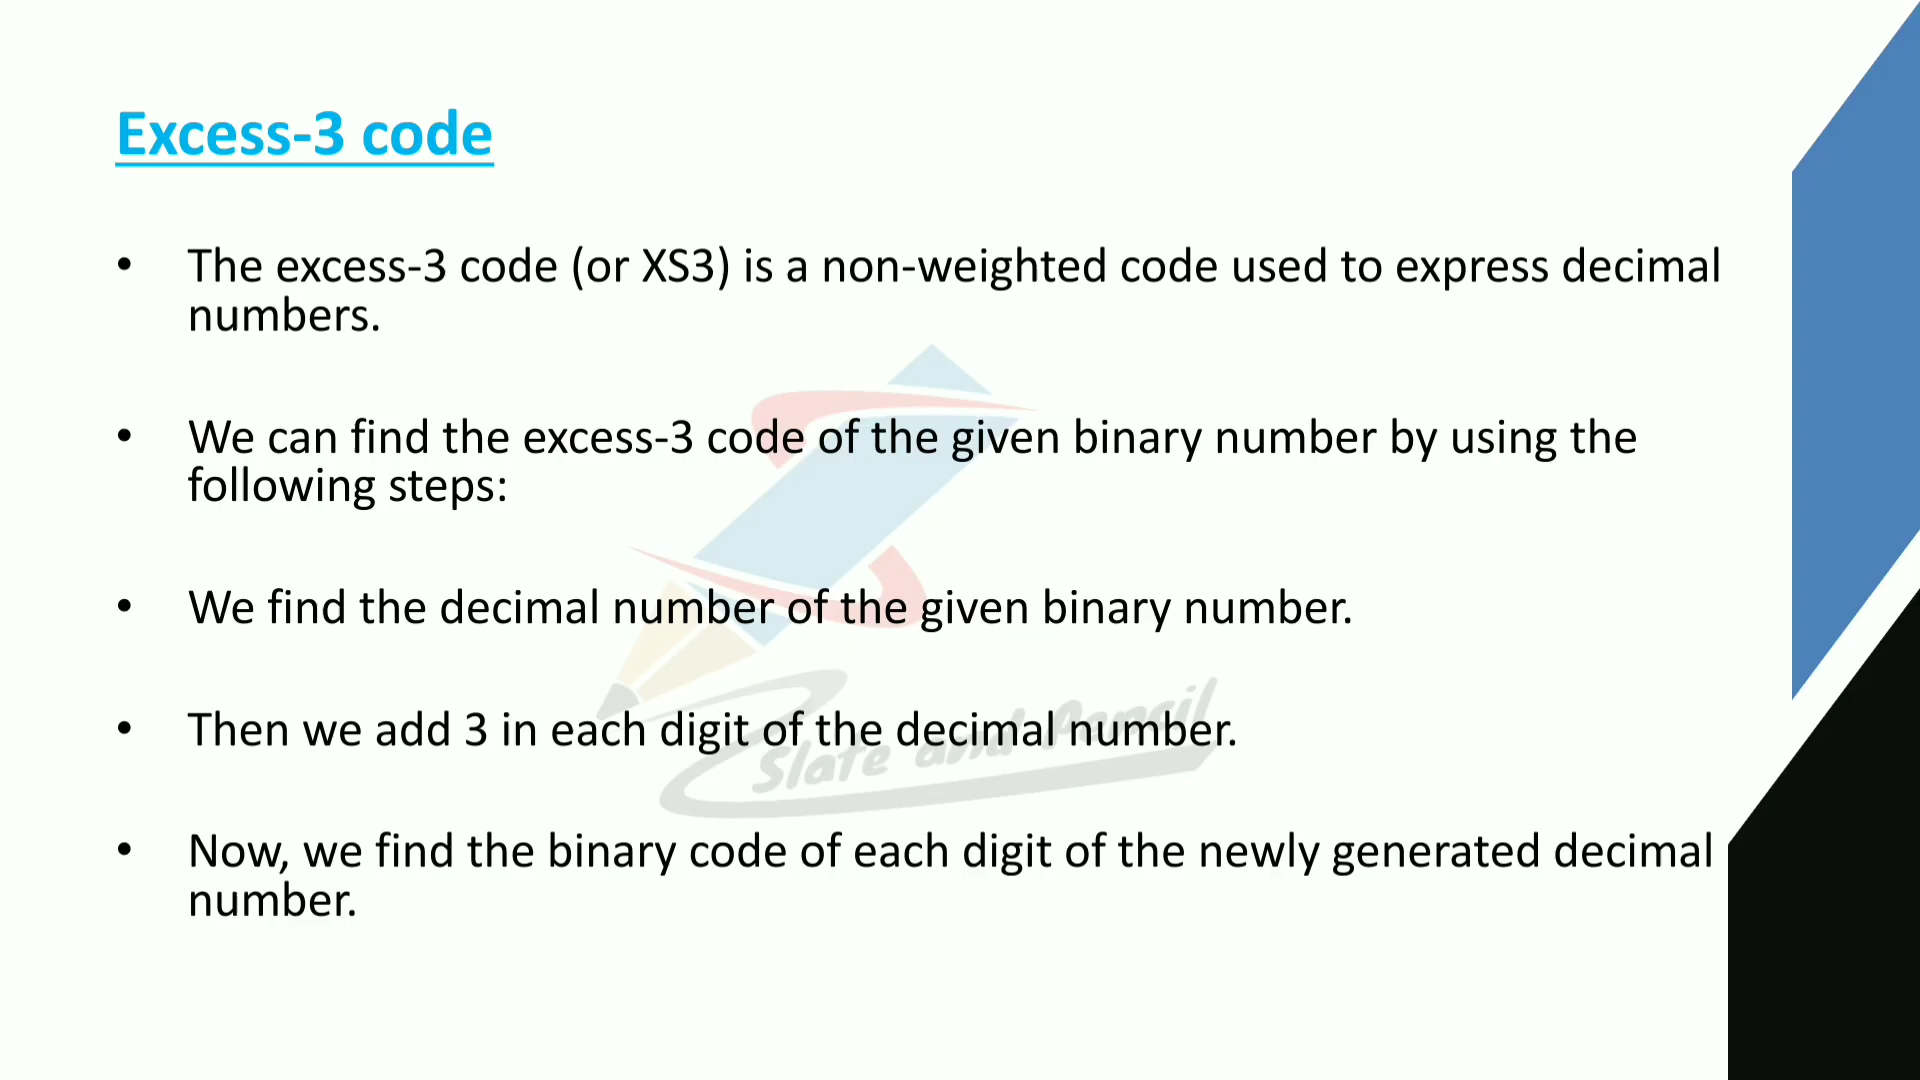 Excess-3 code
• The excess-3 code (or XS3) is a non-weighted code used to express decimal
numbers.
• We can find the excess-3 code of the given binary number by using the
following steps:
• We find the decimal number of the given binary number.
• Then we add 3 in each digit of the decimal number.
Slate and Pencil
• Now, we find the binary code of each digit of the newly generated decimal
number.